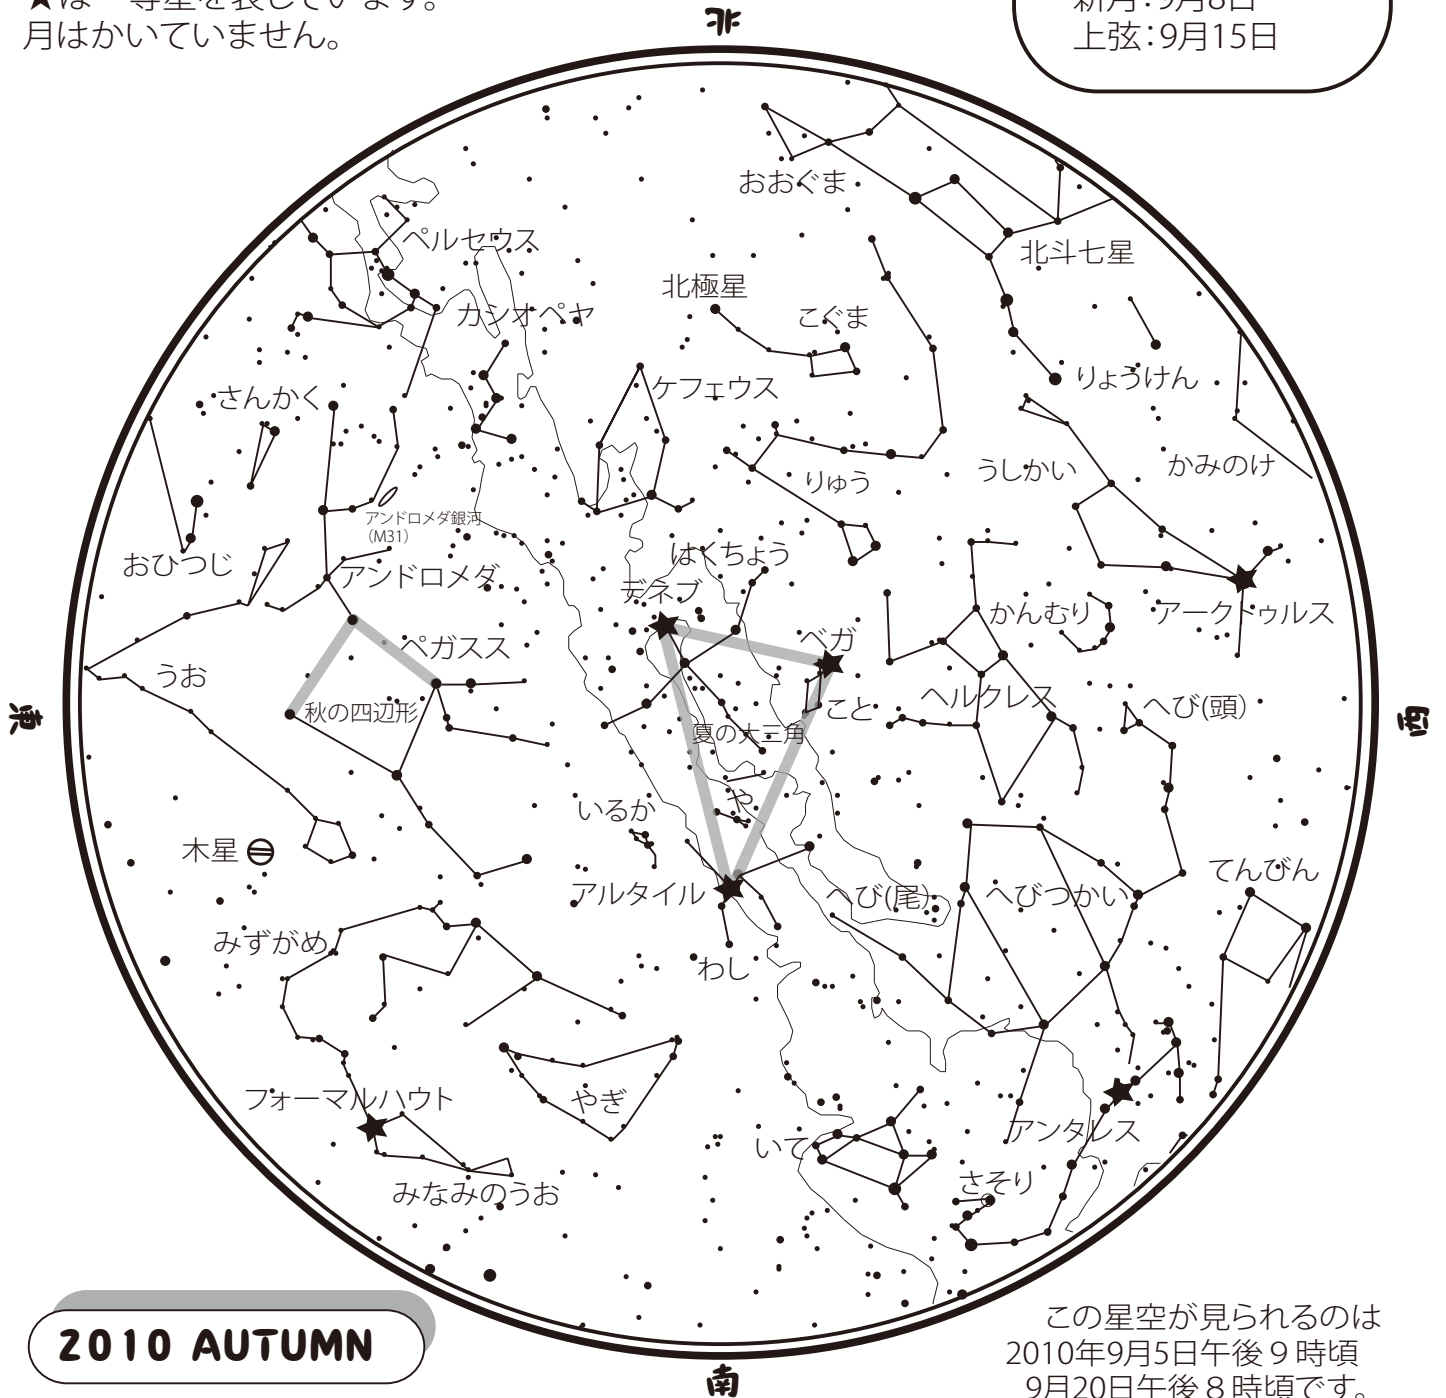 ★は一等星を表しています。
月はかいていません。
新月：9月8日
上弦：9月15日
北
おおぐま
ペルセウス
北斗七星
北極星
カシオペヤ
こぐま
りょうけん
ケフェウス
さんかく
うしかい
かみのけ
りゅう
アンドロメダ銀河
（M31）
はくちょう
おひつじ
アンドロメダ
デネブ
かんむり
アークトゥルス
ベガ
ペガスス
うお
ヘルクレス
へび(頭)
秋の四辺形
こと
東
西
夏の大三角
や
いるか
木星
てんびん
アルタイル
へび(尾)
へびつかい
みずがめ
わし
フォーマルハウト
やぎ
アンタレス
いて
さそり
みなみのうお
2010 AUTUMN
南
この星空が見られるのは
2010年9月5日午後９時頃
9月20日午後８時頃です。